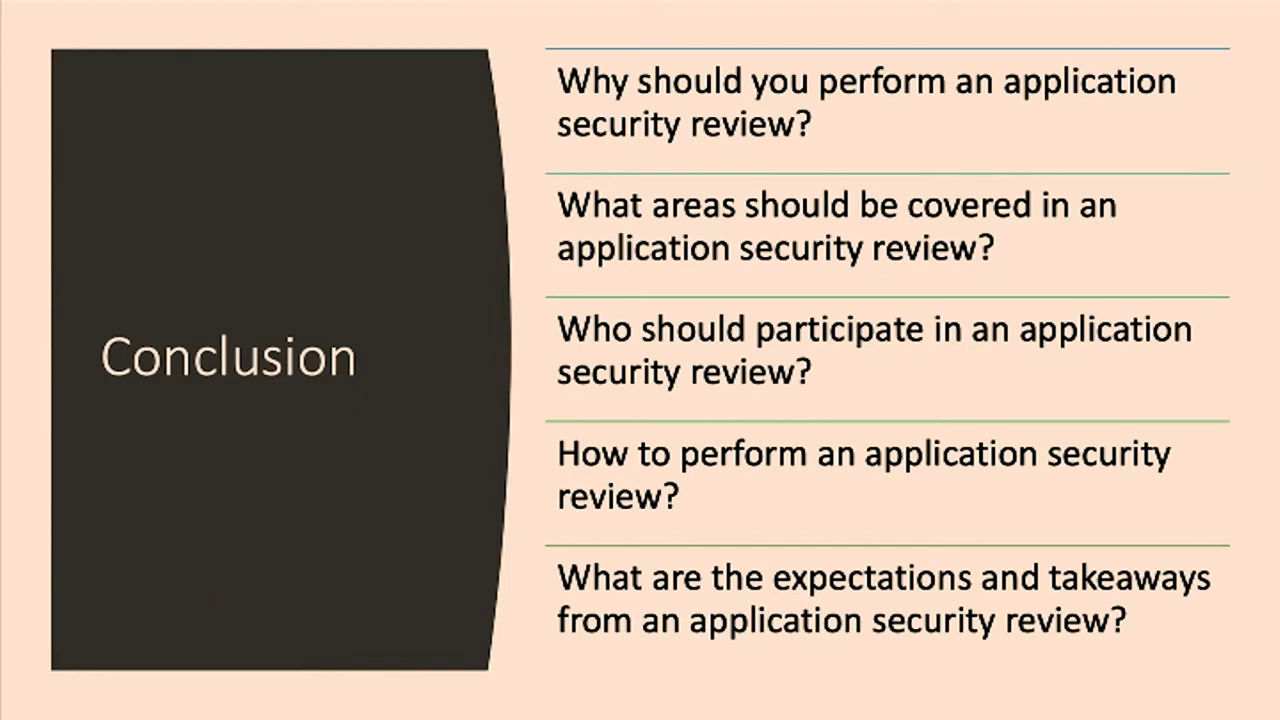 Conclusion
Why should you perform an application
security review?
What areas should be covered in an
application security review?
Who should participate in an application
security review?
How to perform an application security
review?
What are the expectations and takeaways
from an application security review?